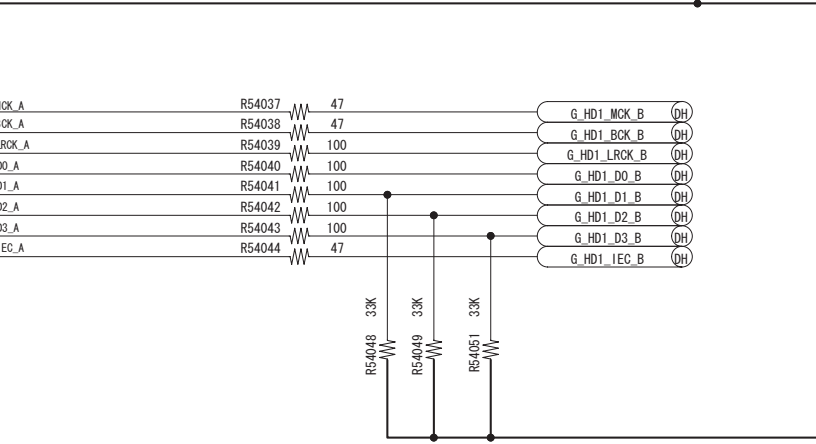 R54037 47 G_HD1_MCK_B DH
R54038 47 G_HD1_BCK_B DH
R54039 100 G_HD1_LRCK_B DH
R54040 100 G_HD1_D0_B DH
R54041 100 G_HD1_D1_B DH
R54042 100 G_HD1_D2_B DH
R54043 100 G_HD1_D3_B DH
R54044 47 G_HD1_IEC_B DH
R54048 33K
R54049 33K
R54051 33K